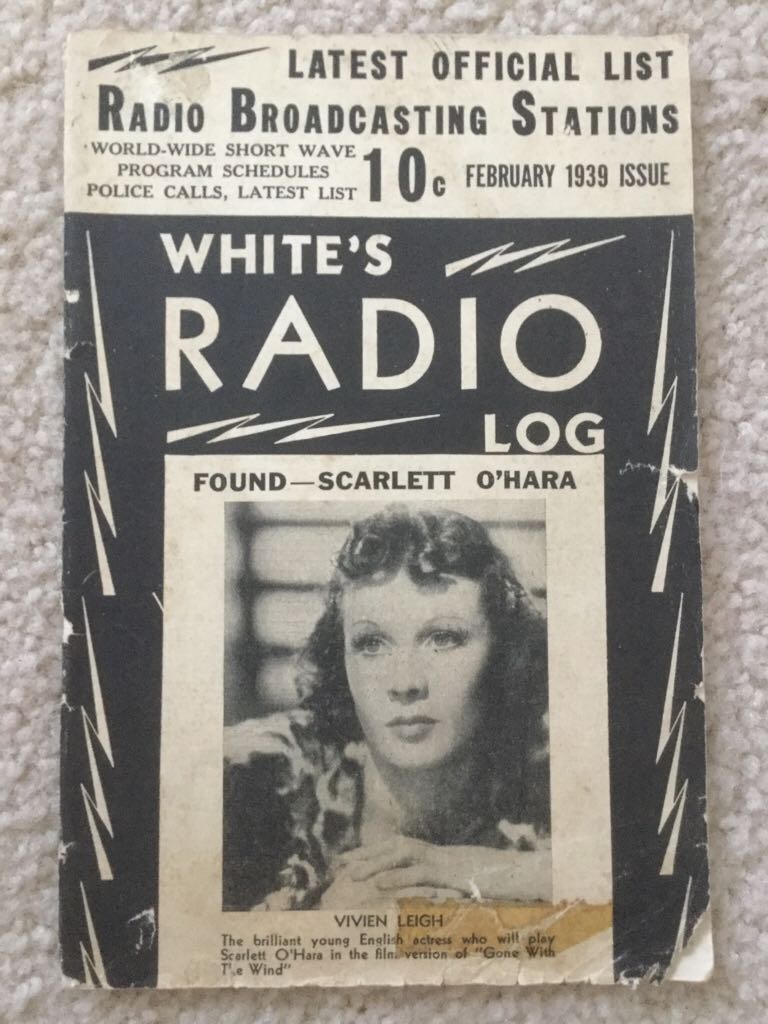 LATEST OFFICIAL LIST
RADIO BROADCASTING STATIONS
WORLD-WIDE SHORT WAVE
PROGRAM SCHEDULES
POLICE CALLS, LATEST LIST
10c
FEBRUARY 1939 ISSUE
WHITE'S
RADIO
LOG
FOUND—SCARLETT O'HARA
VIVIEN LEIGH
The brilliant young English actress who will play
Scarlett O'Hara in the film version of "Gone With
The Wind"